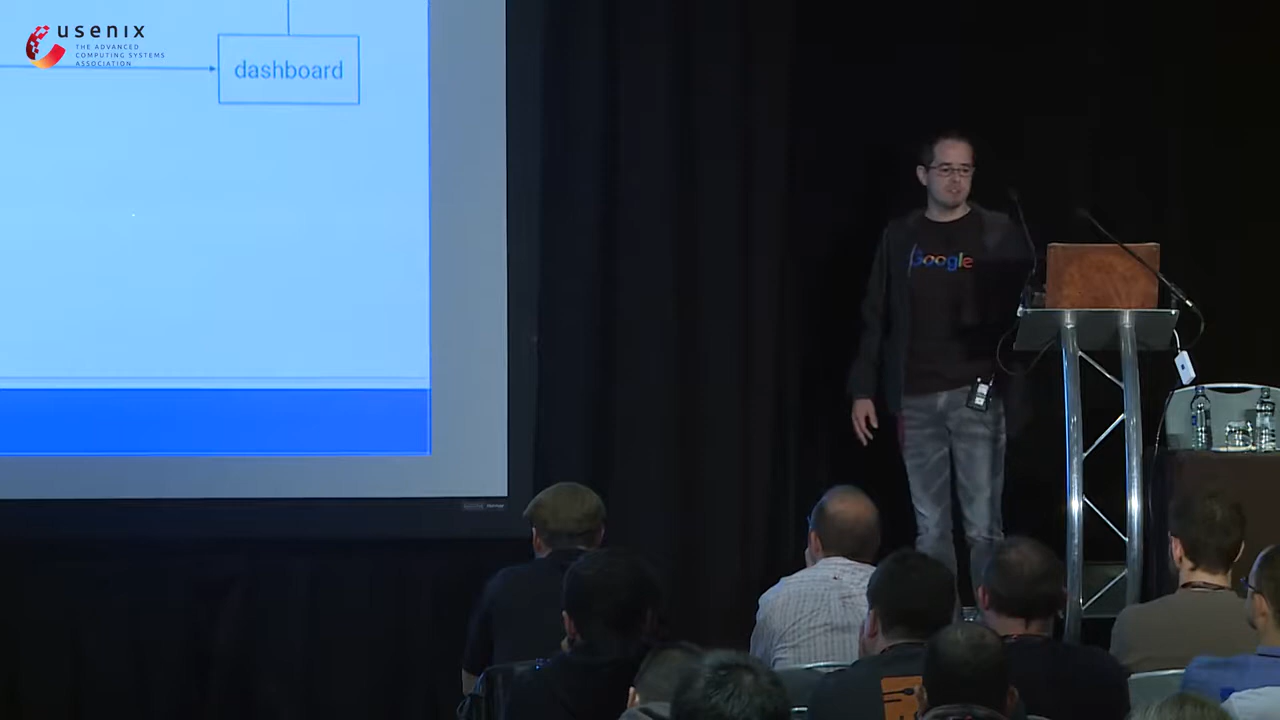 usenix
THE ADVANCED
COMPUTING SYSTEMS
ASSOCIATION
dashboard
Google